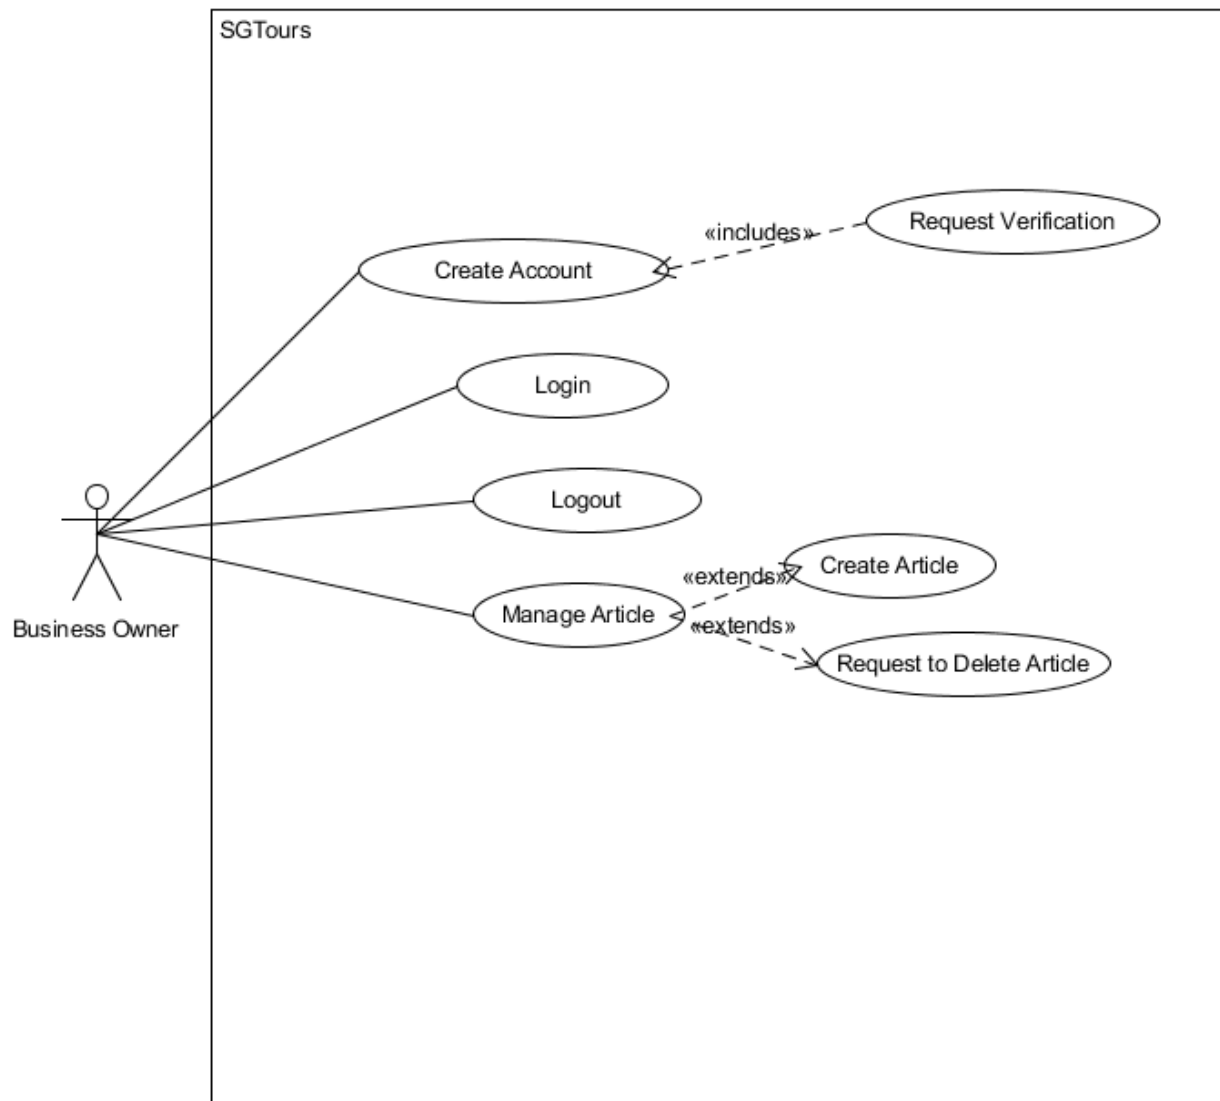 SGTours
Request Verification
«includes»
Create Account
Login
Logout
Create Article
«extends»
Manage Article
«extends»
Business Owner
Request to Delete Article